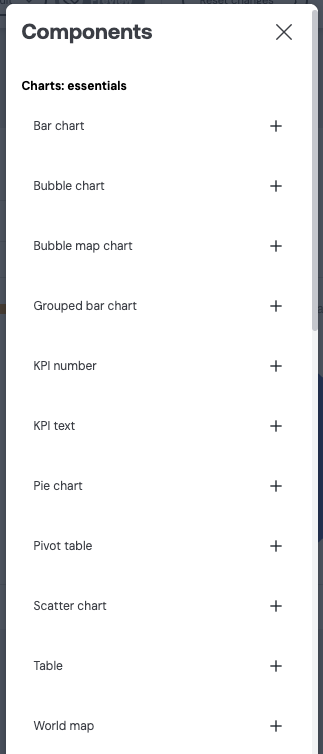 Components
Charts: essentials
Bar chart
Bubble chart
Bubble map chart
Grouped bar chart
KPI number
KPI text
Pie chart
Pivot table
Scatter chart
Table
World map